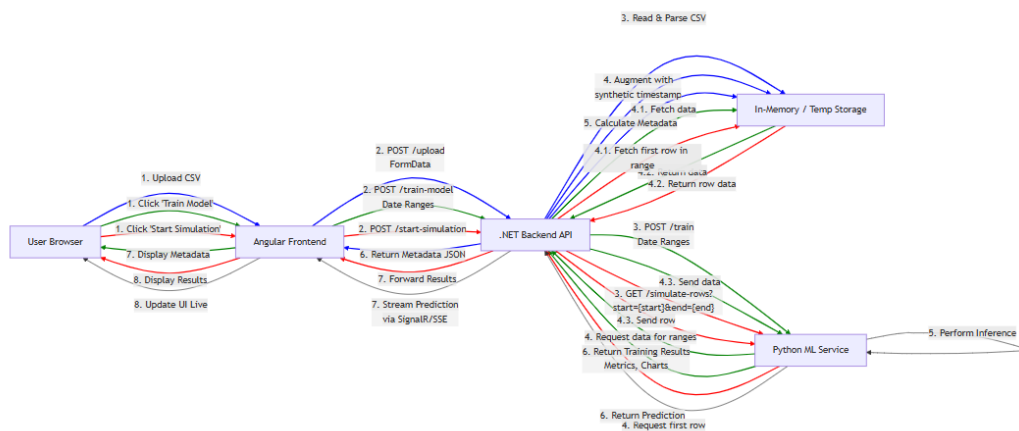 3. Read & Parse CSV
4. Augment with
synthetic timestamp
4.1. Fetch data
In-Memory / Temp Storage
5. Calculate Metadata
2. POST /upload
FormData
4.1. Fetch first row in
range
4.2. Return data
4.2. Return row data
1. Upload CSV
2. POST /train-model
Date Ranges
1. Click 'Train Model'
1. Click 'Start Simulation'
2. POST /start-simulation
3. POST /train
Date Ranges
User Browser
Angular Frontend
.NET Backend API
7. Display Metadata
6. Return Metadata JSON
8. Display Results
7. Forward Results
4.3. Send data
3. GET /simulate-rows?
start={start}&end={end}
8. Update UI Live
7. Stream Prediction
via SignalR/SSE
4.3. Send row
4. Request data for ranges
5. Perform Inference
6. Return Training Results
Metrics, Charts
Python ML Service
6. Return Prediction
4. Request first row